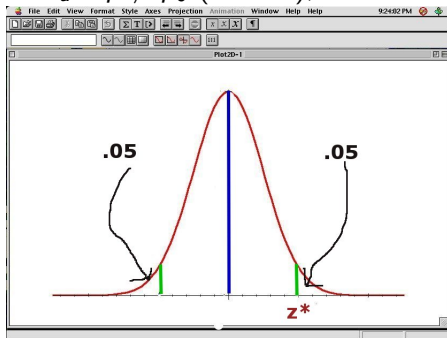 File Edit View Format Style Axes Projection Animation Window Help Help 9:24:02 PM
Plot2D-1
.05 .05
z*